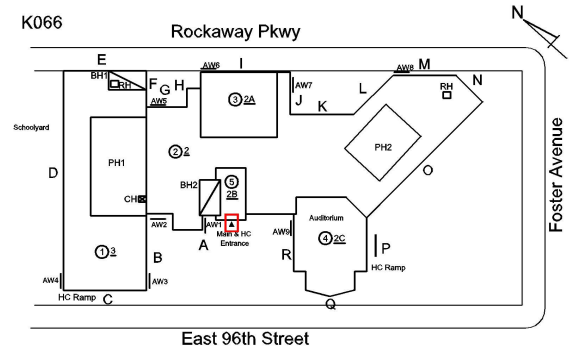 K066
Rockaway Pkwy
N
E
BH1
RH
F
G
H
AW5
AW6
I
AW7
J
K
L
AW8
M
N
RH
3 2A
Schoolyard
D
PH1
2 2
PH2
O
Foster Avenue
CH
BH2
5
2B
AW2
A
AW1
Main & HC
Entrance
AW9
Auditorium
4 2C
R
P
HC Ramp
1 3
B
AW4
AW3
HC Ramp
C
Q
East 96th Street